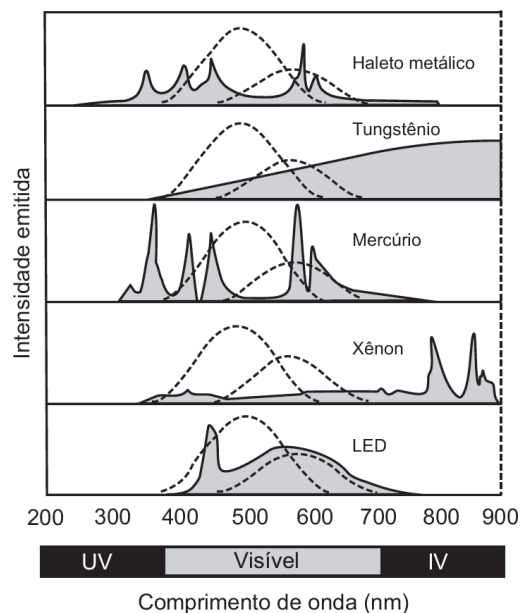 Haleto metálico
Tungstênio
Mercúrio
Xênon
LED
Intensidade emitida
200 300 400 500 600 700 800 900
UV Visível IV
Comprimento de onda (nm)